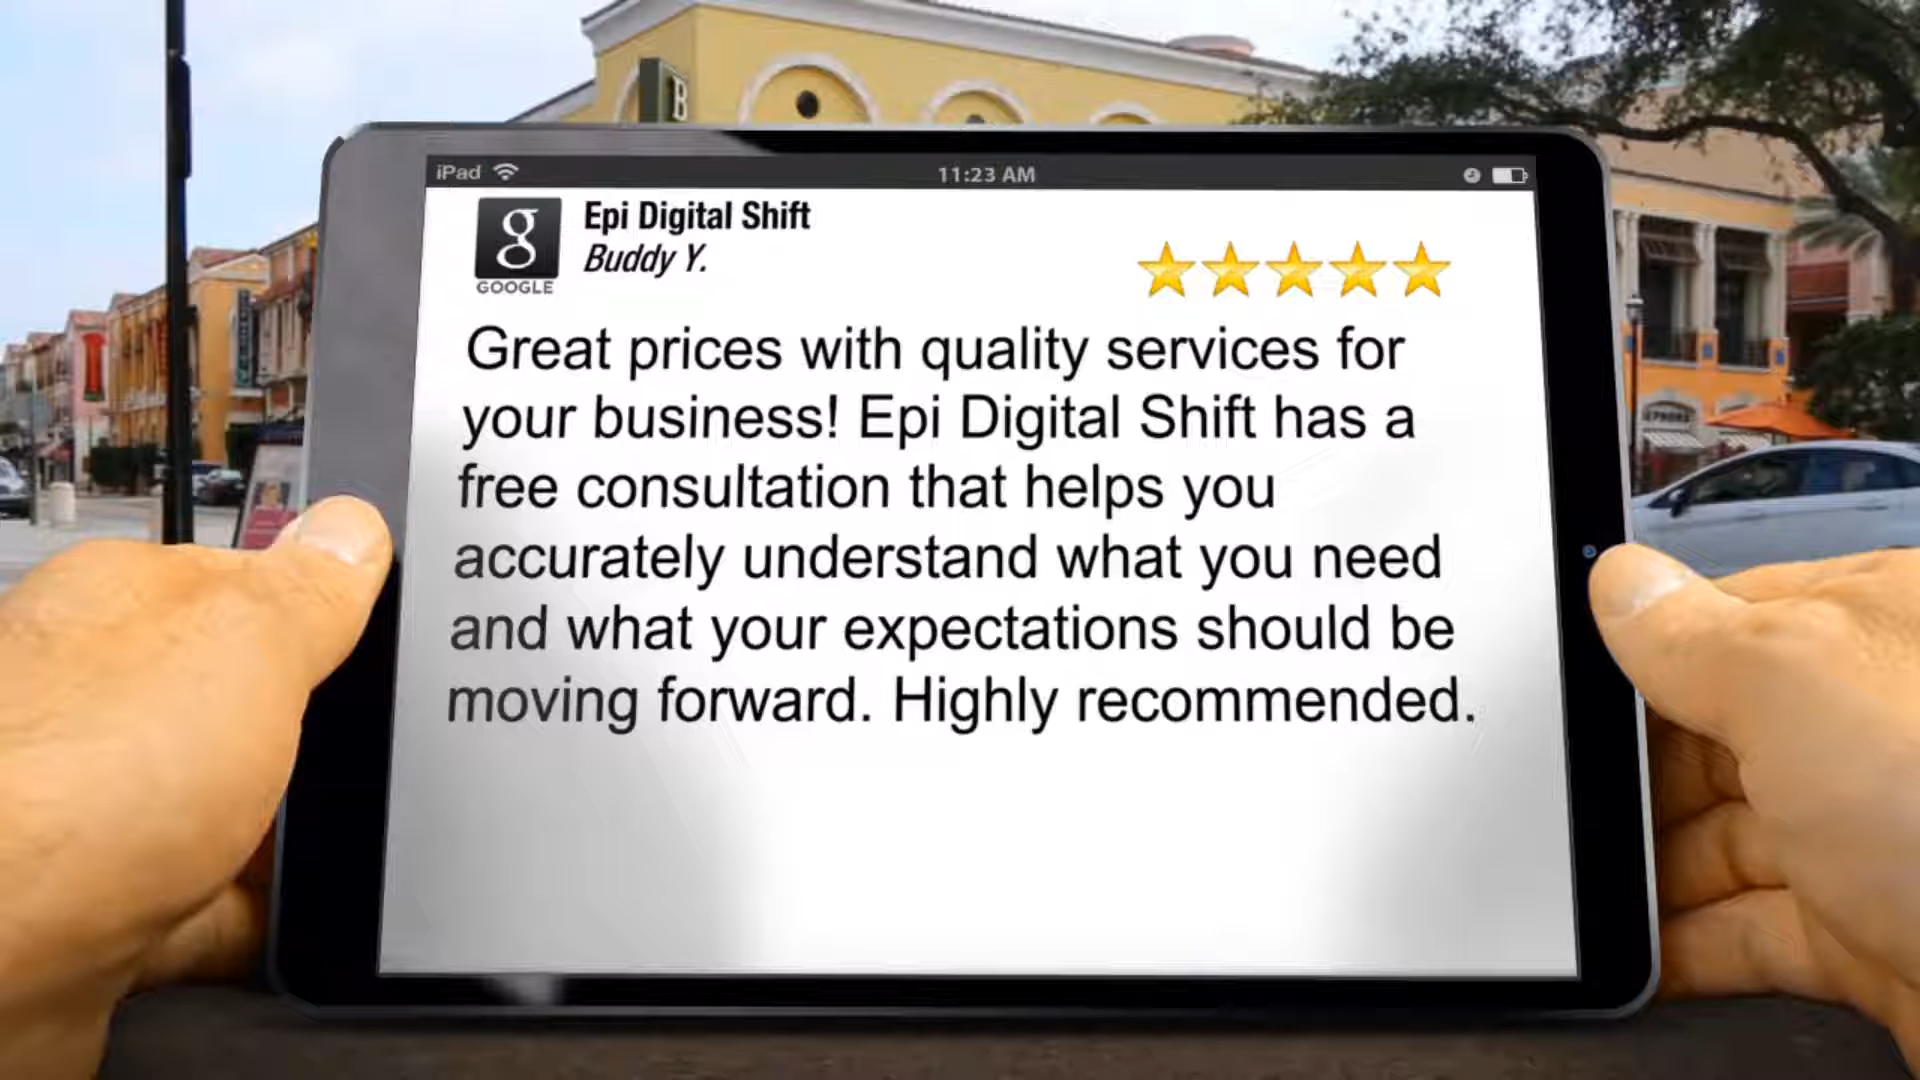 B
iPad
11:23 AM
g
GOOGLE
Epi Digital Shift
Buddy Y.
Great prices with quality services for
your business! Epi Digital Shift has a
free consultation that helps you
accurately understand what you need
and what your expectations should be
moving forward. Highly recommended.
SEPHORA